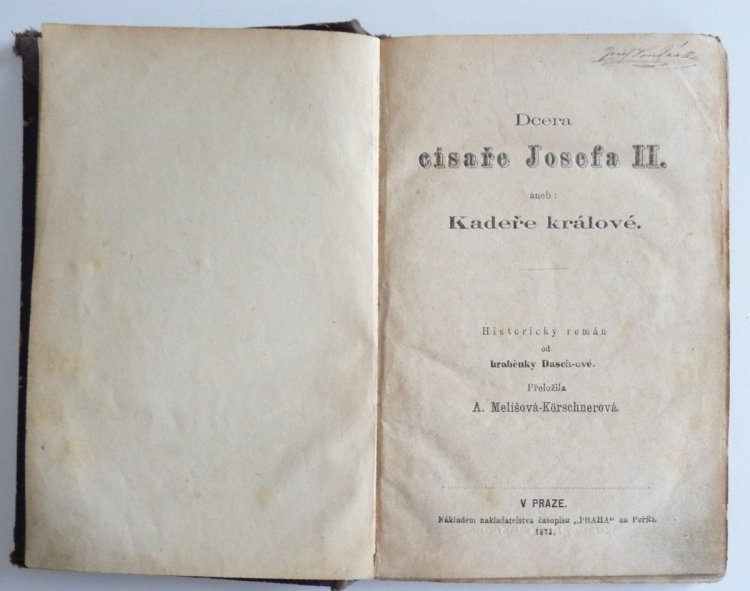 Josef
Dcera
císaře Josefa II.
aneb:
Kadeře králové.
Historický román
od
hraběnky Dasch-ové.
Přeložila
A. Melišová-Körschnerová.
V PRAZE.
Nákladem nakladatelstva časopisu „PRAHA“ na Poříčí.